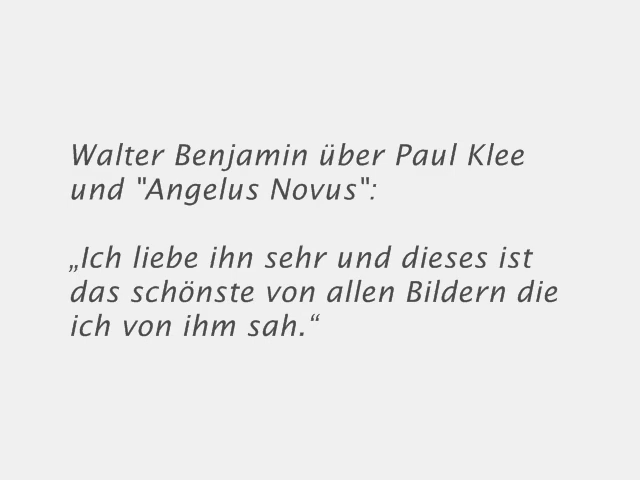 Walter Benjamin über Paul Klee
und "Angelus Novus":
„Ich liebe ihn sehr und dieses ist
das schönste von allen Bildern die
ich von ihm sah.“